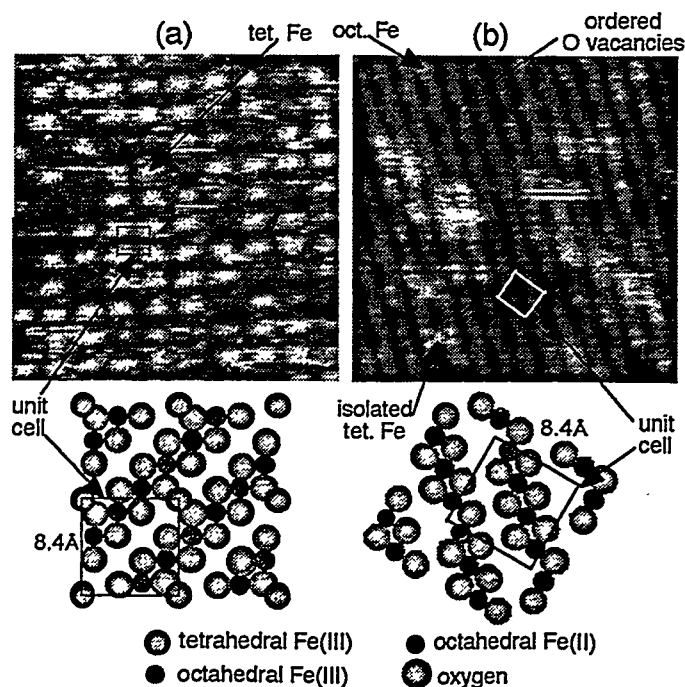 (a)
tet. Fe
oct. Fe
(b)
ordered
O vacancies
unit
cell
8.4Å
isolated
tet. Fe
8.4Å
unit
cell
tetrahedral Fe(III)
octahedral Fe(II)
octahedral Fe(III)
oxygen